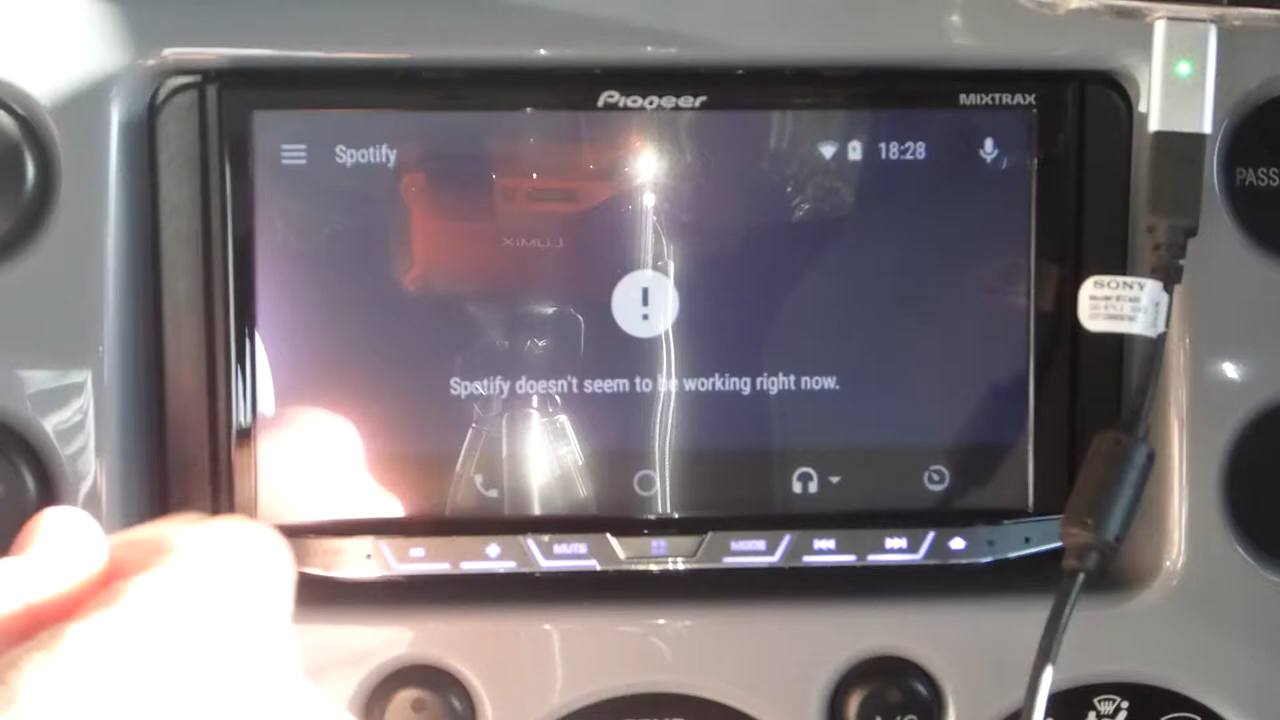 Pioneer
MIXTRAX
Spotify
18:28
PASS
LUMIX
SONY
Spotify doesn't seem to be working right now.
MUTE
MODE